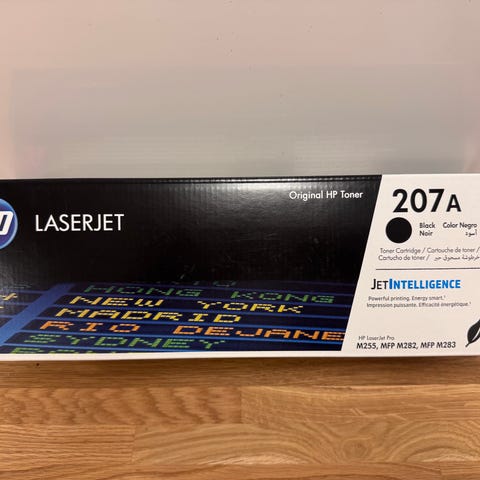 LASERJET
Original HP Toner
207A
Black Color Negro
Noir أسود
Toner Cartridge / Cartouche de toner /
Cartucho de tóner / خرطوشة مسحوق حبر
JETINTELLIGENCE
Powerful printing. Energy smart.
Impression puissante. Efficacité énergétique.
HP LaserJet Pro
M255, MFP M282, MFP M283
HONG KONG
NEW YORK
MADRID
RIO DE JANE
SYDNEY